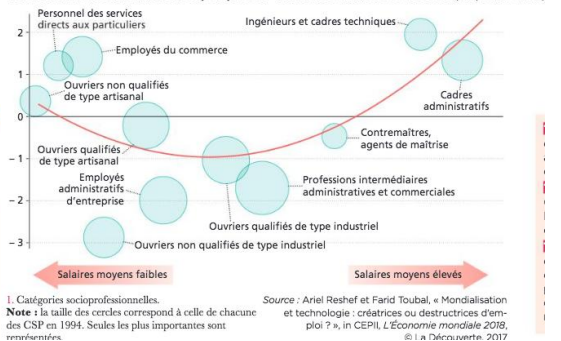 Personnel des services
directs aux particuliers
Employés du commerce
Ingénieurs et cadres techniques
Ouvriers non qualifiés
de type artisanal
Cadres
administratifs
Ouvriers qualifiés
de type artisanal
Contremaîtres,
agents de maîtrise
Employés
administratifs
d'entreprise
Professions intermédiaires
administratives et commerciales
Ouvriers qualifiés de type industriel
Ouvriers non qualifiés de type industriel
2
1
0
– 1
– 2
– 3
Salaires moyens faibles
Salaires moyens élevés
1. Catégories socioprofessionnelles.
Note : la taille des cercles correspond à celle de chacune
des CSP en 1994. Seules les plus importantes sont
représentées.
Source : Ariel Reshef et Farid Toubal, « Mondialisation
et technologie : créatrices ou destructrices d'em-
ploi ? », in CEPII, L'Économie mondiale 2018,
© La Découverte, 2017